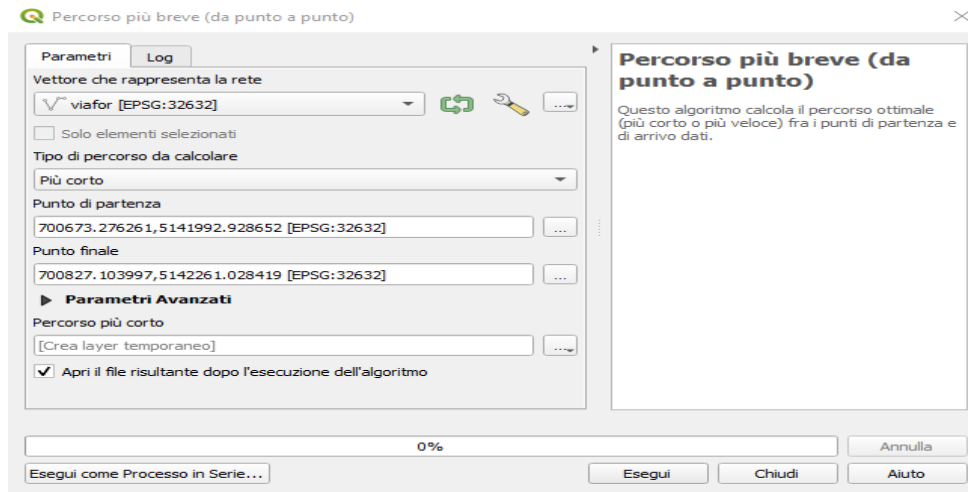 Percorso più breve (da punto a punto)
Parametri
Log
Vettore che rappresenta la rete
viafor [EPSG:32632]
...
Solo elementi selezionati
Tipo di percorso da calcolare
Più corto
Punto di partenza
700673.276261,5141992.928652 [EPSG:32632]
...
Punto finale
700827.103997,5142261.028419 [EPSG:32632]
...
Parametri Avanzati
Percorso più corto
[Crea layer temporaneo]
...
Apri il file risultante dopo l'esecuzione dell'algoritmo
Percorso più breve (da
punto a punto)
Questo algoritmo calcola il percorso ottimale
(più corto o più veloce) fra i punti di partenza e
di arrivo dati.
0%
Annulla
Esegui come Processo in Serie...
Esegui
Chiudi
Aiuto